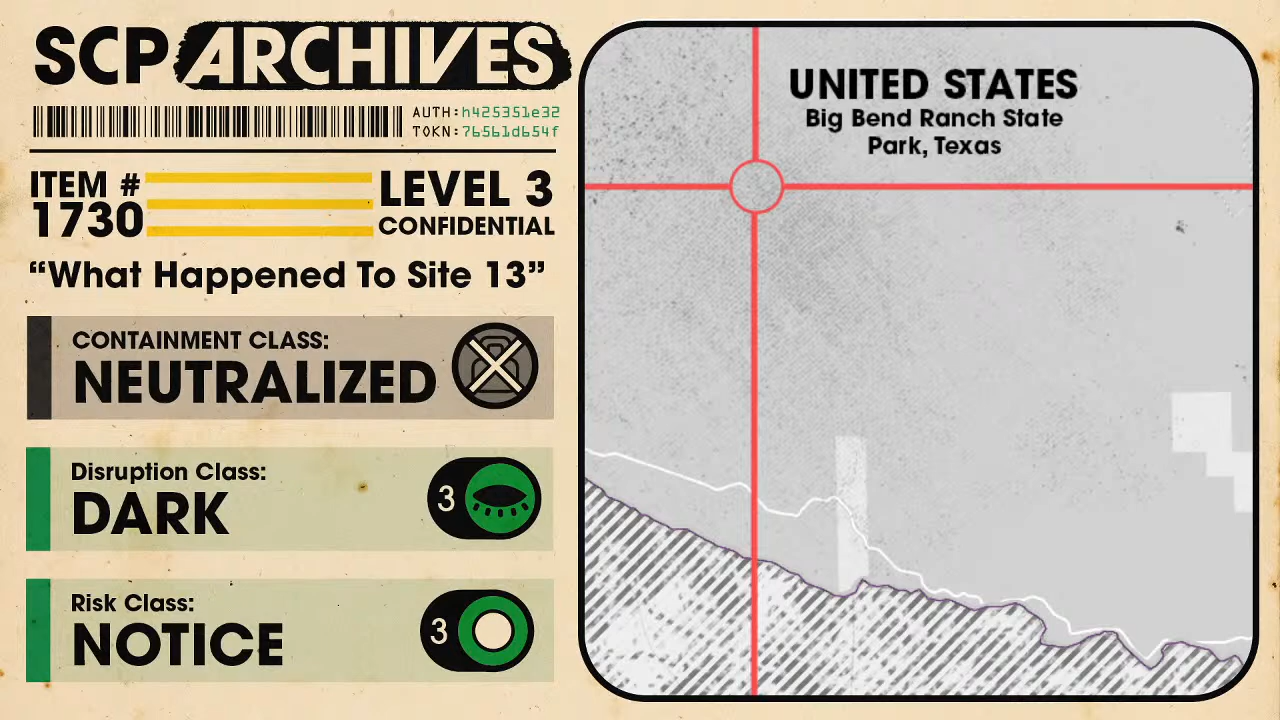 SCP ARCHIVES
AUTH:h425351e32
TOKN:76561d654f
ITEM #
1730
LEVEL 3
CONFIDENTIAL
“What Happened To Site 13”
CONTAINMENT CLASS:
NEUTRALIZED
Disruption Class:
DARK
3
Risk Class:
NOTICE
3
UNITED STATES
Big Bend Ranch State
Park, Texas